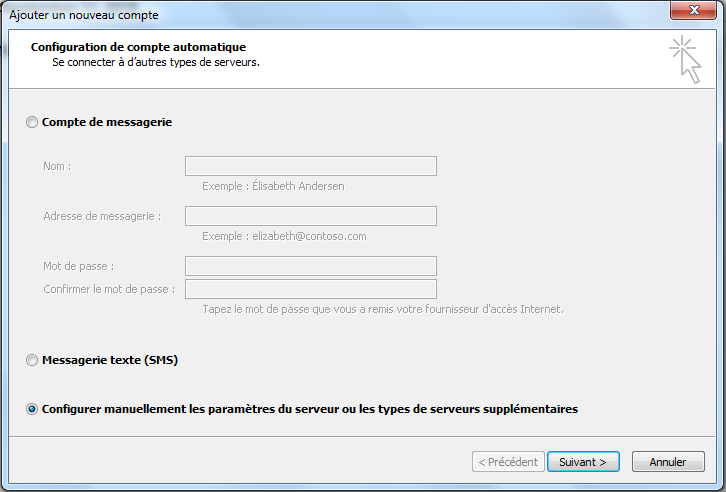 Ajouter un nouveau compte
Configuration de compte automatique
Se connecter à d'autres types de serveurs.
Compte de messagerie
Nom :
Exemple : Élisabeth Andersen
Adresse de messagerie :
Exemple : elizabeth@contoso.com
Mot de passe :
Confirmer le mot de passe :
Tapez le mot de passe que vous a remis votre fournisseur d'accès Internet.
Messagerie texte (SMS)
Configurer manuellement les paramètres du serveur ou les types de serveurs supplémentaires
< Précédent Suivant > Annuler